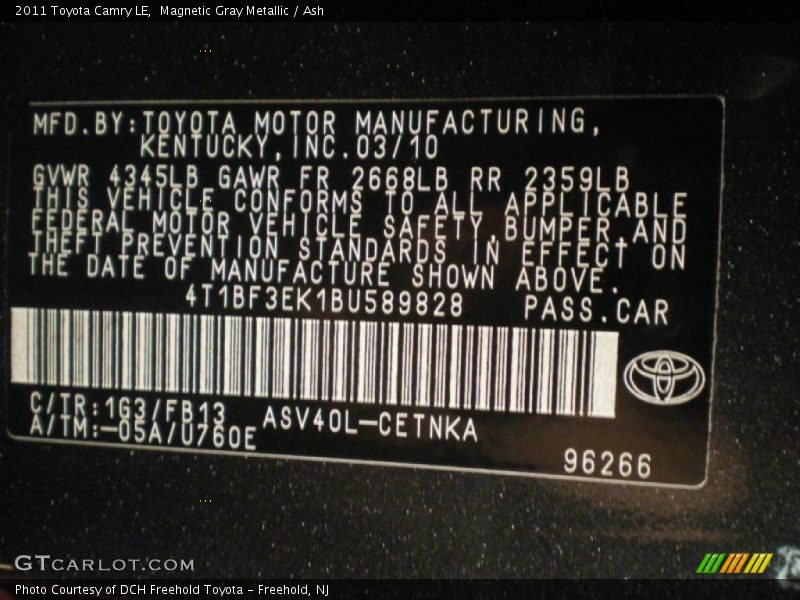 2011 Toyota Camry LE, Magnetic Gray Metallic / Ash
MFD.BY:TOYOTA MOTOR MANUFACTURING,
KENTUCKY,INC.03/10
GVWR 4345LB GAWR FR 2668LB RR 2359LB
THIS VEHICLE CONFORMS TO ALL APPLICABLE
FEDERAL MOTOR VEHICLE SAFETY,BUMPER,AND
THEFT PREVENTION STANDARDS IN EFFECT ON
THE DATE OF MANUFACTURE SHOWN ABOVE.
4T1BF3EK1BU589828 PASS.CAR
C/TR:1G3/FB13 ASV40L-CETNKA
A/TM:-05A/U760E
96266
GTCARLOT.COM
Photo Courtesy of DCH Freehold Toyota - Freehold, NJ